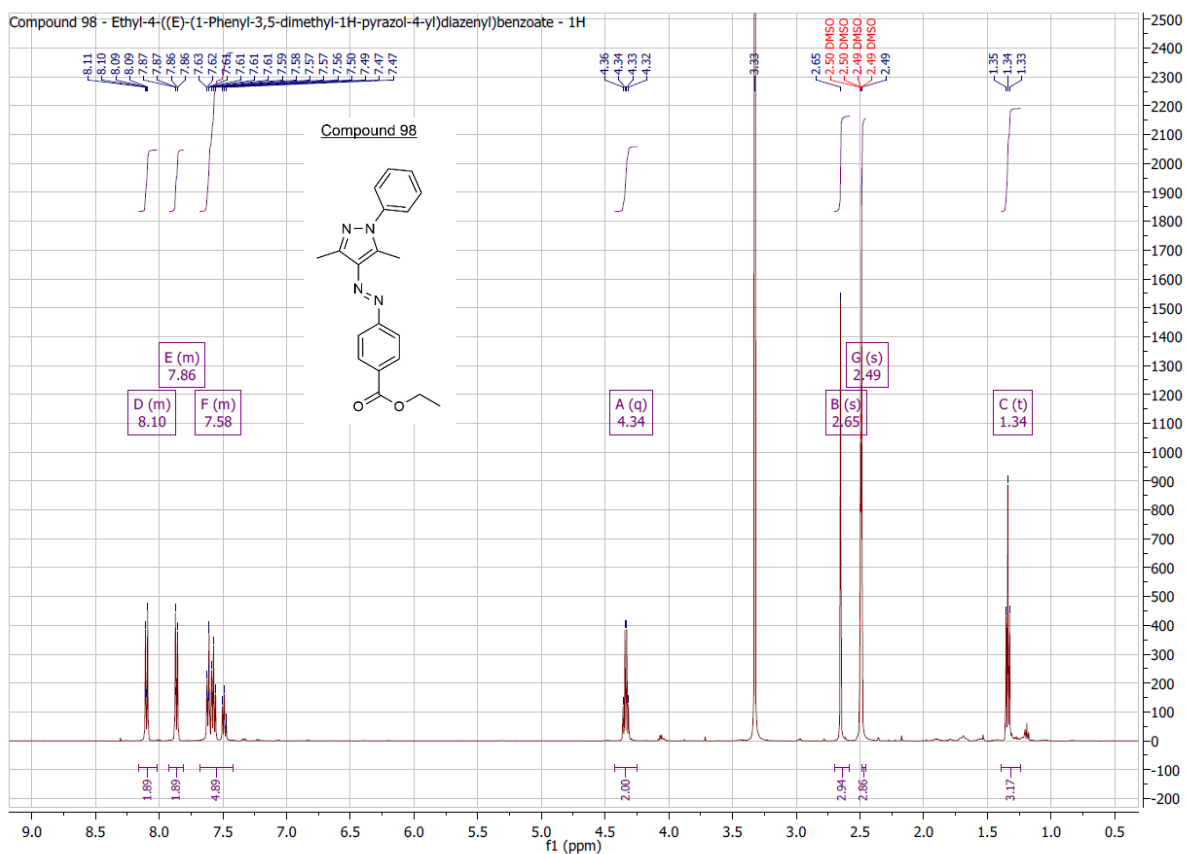 Compound 98 - Ethyl-4-((E)-(1-Phenyl-3,5-dimethyl-1H-pyrazol-4-yl)diazenyl)benzoate - 1H
8.11 8.10 8.09 8.09 7.87 7.87 7.86 7.86 7.63 7.62 7.61 7.61 7.61 7.61 7.59 7.58 7.57 7.57 7.56 7.50 7.49 7.47 7.47
4.36 4.34 4.33 4.32
3.33
2.65 2.50 DMSO 2.50 DMSO 2.49 DMSO 2.49 DMSO 2.49
1.35 1.34 1.33
Compound 98
N N
N
N
O O
E (m)
7.86
D (m)
8.10
F (m)
7.58
A (q)
4.34
G (s)
2.49
B (s)
2.65
C (t)
1.34
1.89 1.89 4.89 2.00 2.94 2.86 3.17
9.0 8.5 8.0 7.5 7.0 6.5 6.0 5.5 5.0 4.5 4.0 3.5 3.0 2.5 2.0 1.5 1.0 0.5
f1 (ppm)
2500
2400
2300
2200
2100
2000
1900
1800
1700
1600
1500
1400
1300
1200
1100
1000
900
800
700
600
500
400
300
200
100
0
-100
-200